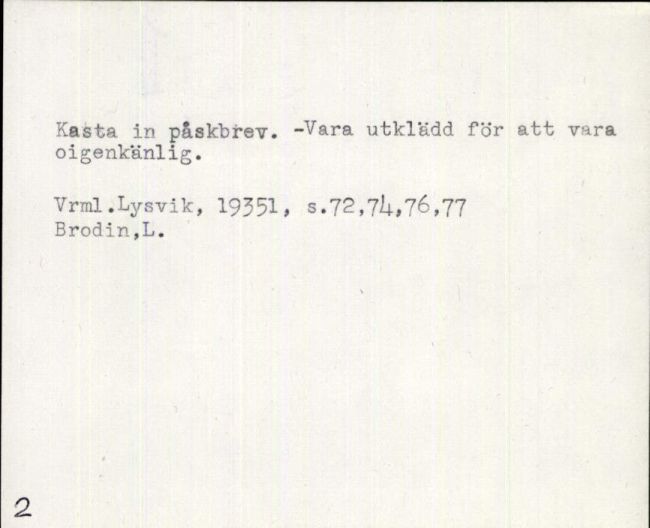 Kasta in påskbrev. -Vara utklädd för att vara
oigenkänlig.
Vrml.Lysvik, 19351, s.72,74,76,77
Brodin,L.
2